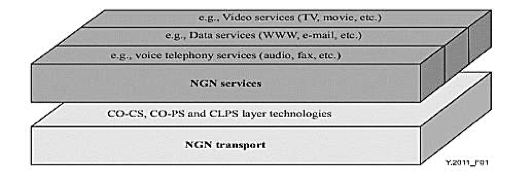 e.g., Video services (TV, movie, etc.)
e.g., Data services (WWW, e-mail, etc.)
e.g., voice telephony services (audio, fax, etc.)
NGN services
CO-CS, CO-PS and CLPS layer technologies
NGN transport
Y.2011_F01